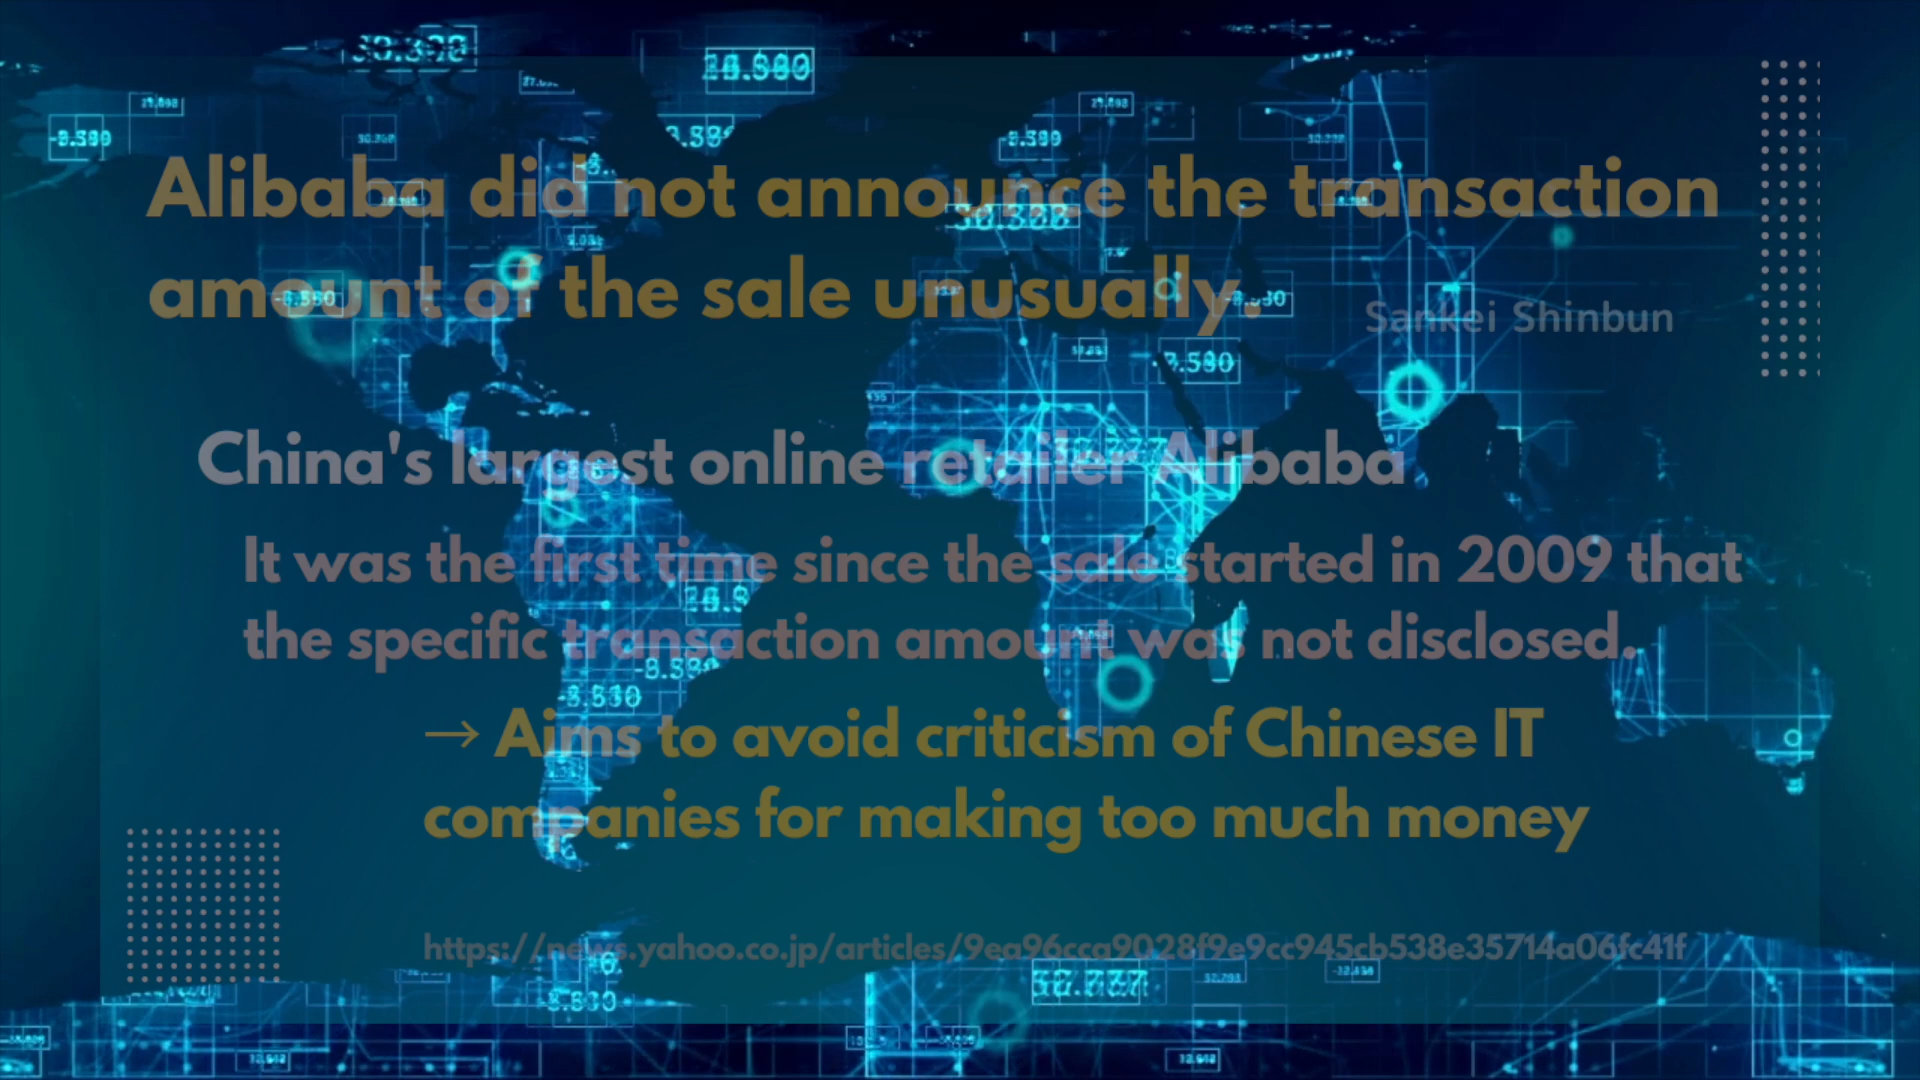 Alibaba did not announce the transaction
amount of the sale unusually.
Sankei Shinbun
China's largest online retailer Alibaba
It was the first time since the sale started in 2009 that
the specific transaction amount was not disclosed.
→ Aims to avoid criticism of Chinese IT
companies for making too much money
https://news.yahoo.co.jp/articles/9ea96cca9028f9e9cc945cb538e35714a06fc41f